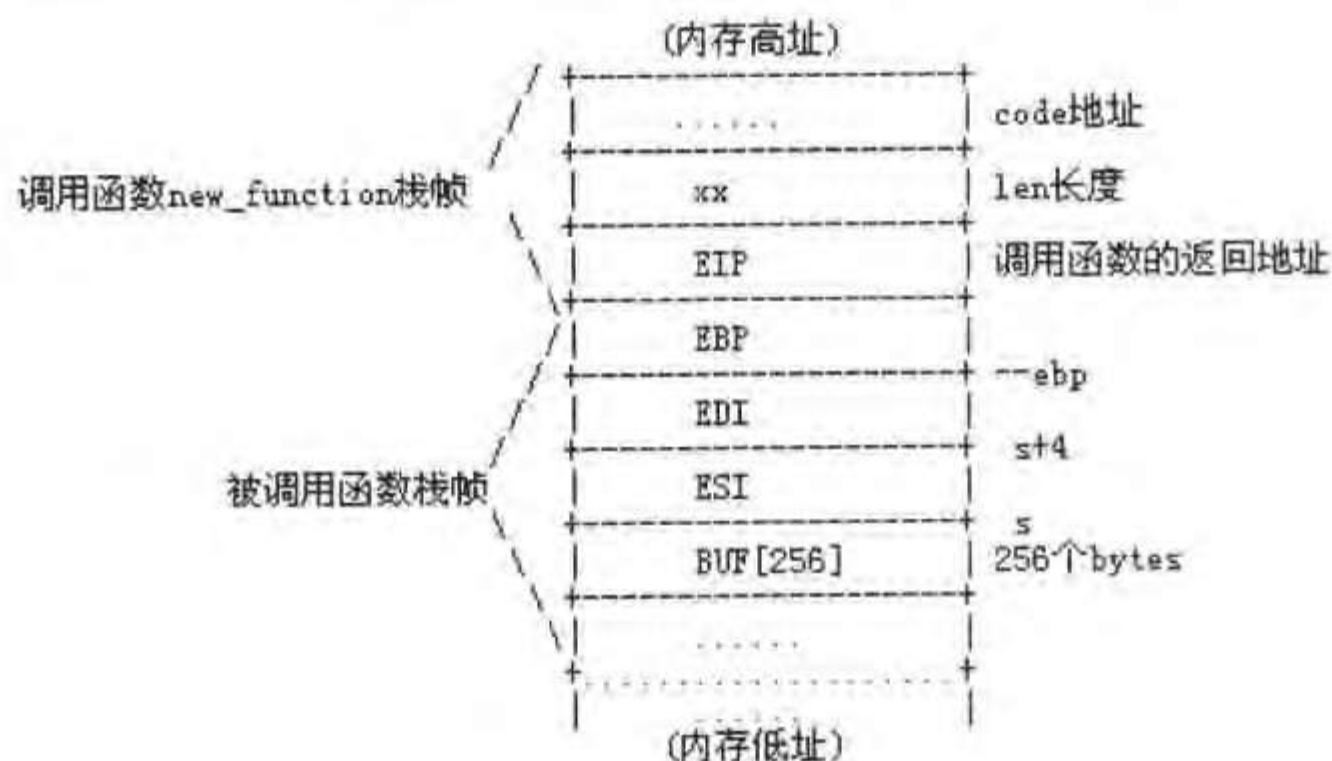 (内存高址)
...... code地址
调用函数new_function栈帧 xx len长度
EIP 调用函数的返回地址
EBP
--ebp
EDI
s+4
被调用函数栈帧 ESI
s
BUF[256] 256个bytes
......
......
(内存低址)